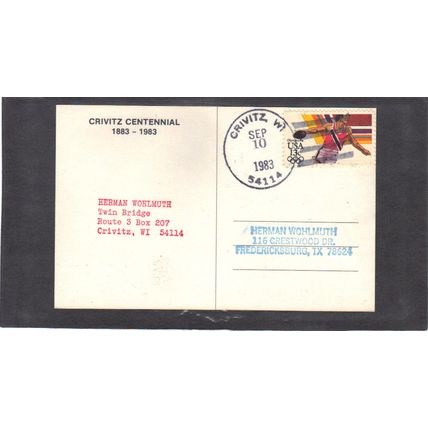 CRIVITZ CENTENNIAL
1883 - 1983
CRIVITZ, WI
SEP
10
1983
54114
USA
13c
HERMAN WOHLMUTH
Twin Bridge
Route 3 Box 207
Crivitz, WI 54114
HERMAN WOHLMUTH
116 CRESTWOOD DR.
FREDERICKSBURG, TX 78624